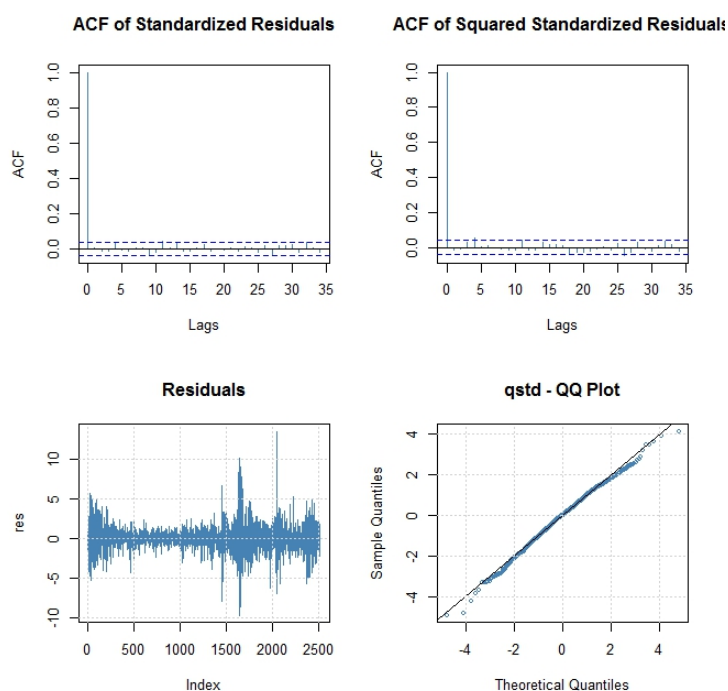 ACF of Standardized Residuals
ACF
1.0
0.8
0.6
0.4
0.2
0.0
0 5 10 15 20 25 30 35
Lags
ACF of Squared Standardized Residuals
ACF
1.0
0.8
0.6
0.4
0.2
0.0
0 5 10 15 20 25 30 35
Lags
Residuals
res
10
5
0
-5
-10
0 500 1000 1500 2000 2500
Index
qstd - QQ Plot
Sample Quantiles
4
2
0
-2
-4
-4 -2 0 2 4
Theoretical Quantiles